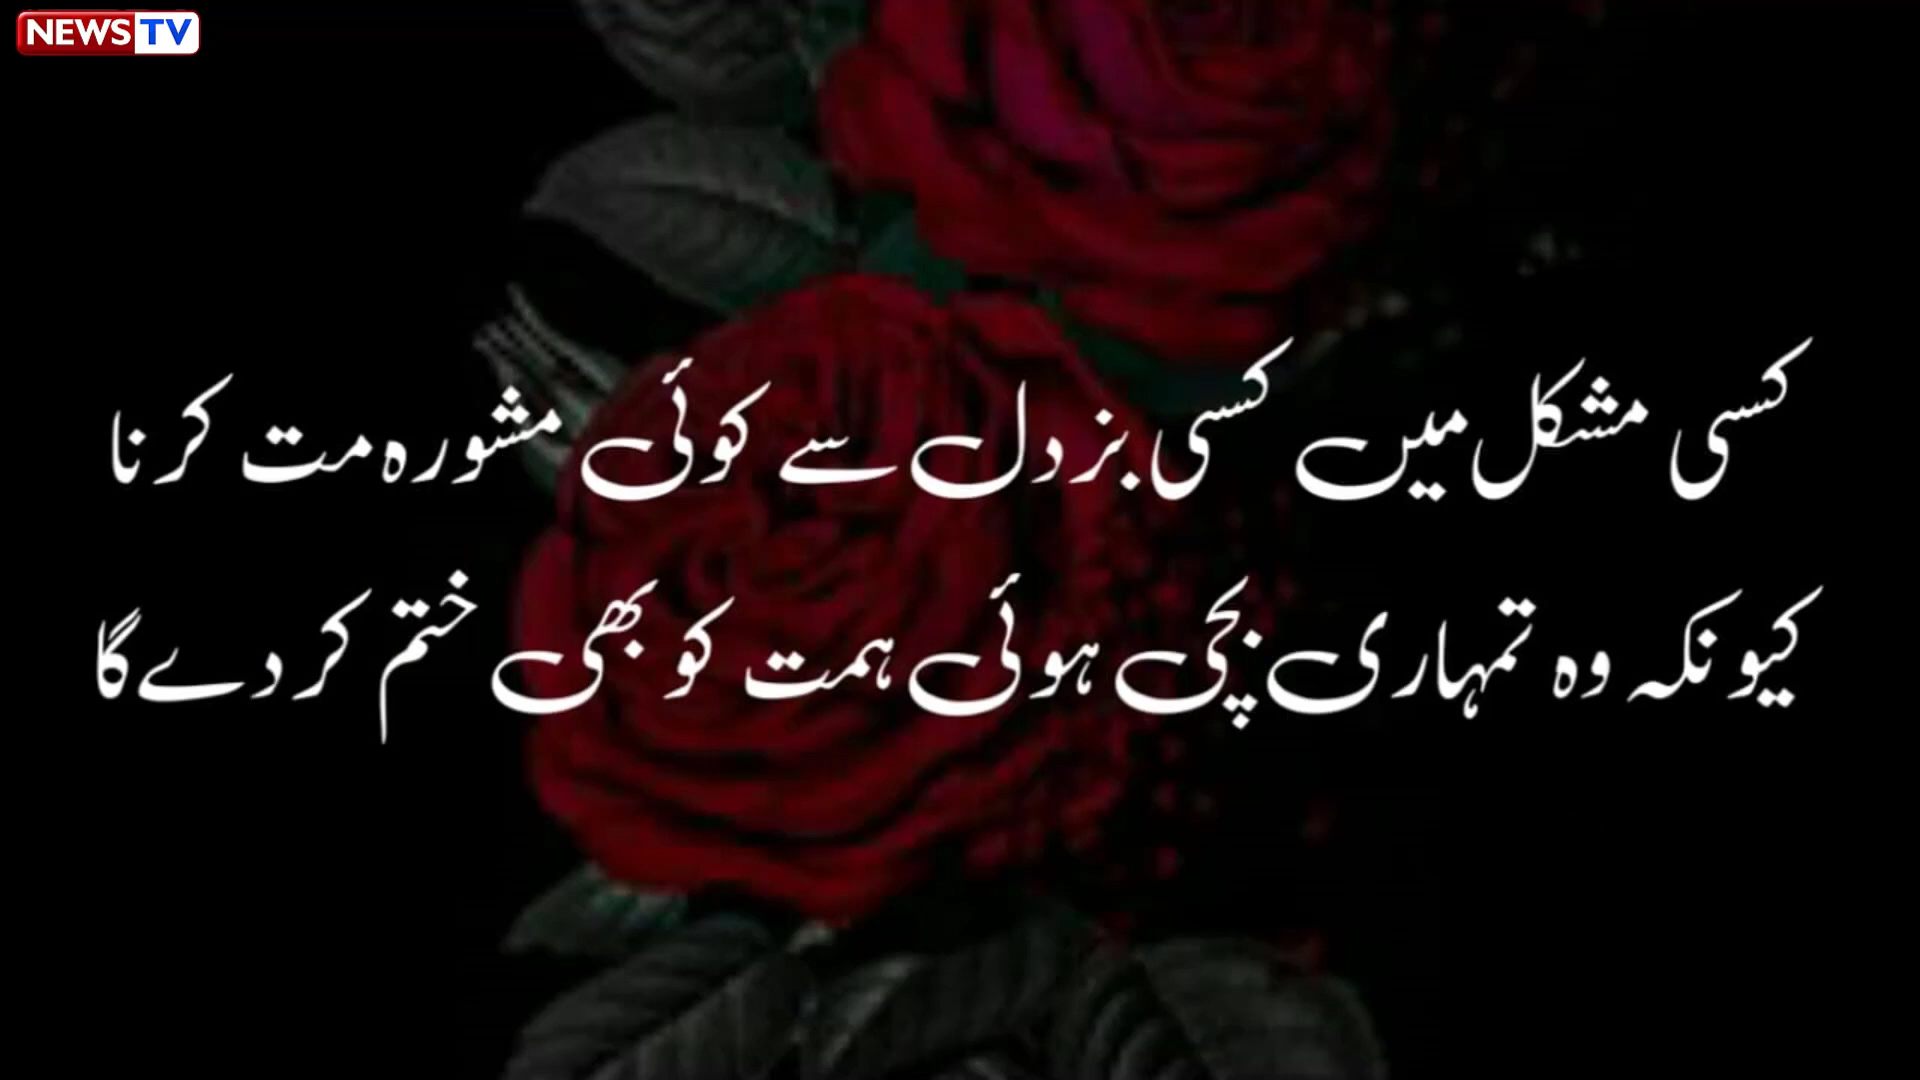 NEWS TV
کسی مشکل میں کسی بزدل سے کوئی مشورہ مت کرنا
کیونکہ وہ تمہاری بچی ہوئی ہمت کو بھی ختم کر دے گا